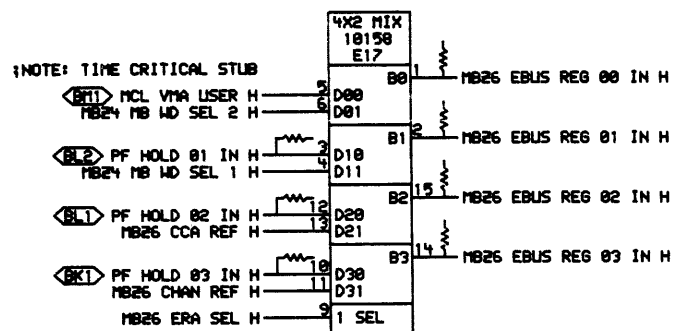 4X2 MIX
10158
E17
;NOTE: TIME CRITICAL STUB
B0 1 MB26 EBUS REG 00 IN H
<BM1> MCL VMA USER H 5 D00
MB24 MB WD SEL 2 H 6 D01
B1 2 MB26 EBUS REG 01 IN H
<BL2> PF HOLD 01 IN H 3 D10
MB24 MB WD SEL 1 H 4 D11
B2 15 MB26 EBUS REG 02 IN H
<BL1> PF HOLD 02 IN H 12 D20
MB26 CCA REF H 13 D21
B3 14 MB26 EBUS REG 03 IN H
<BK1> PF HOLD 03 IN H 10 D30
MB26 CHAN REF H 11 D31
MB26 ERA SEL H 9 1 SEL